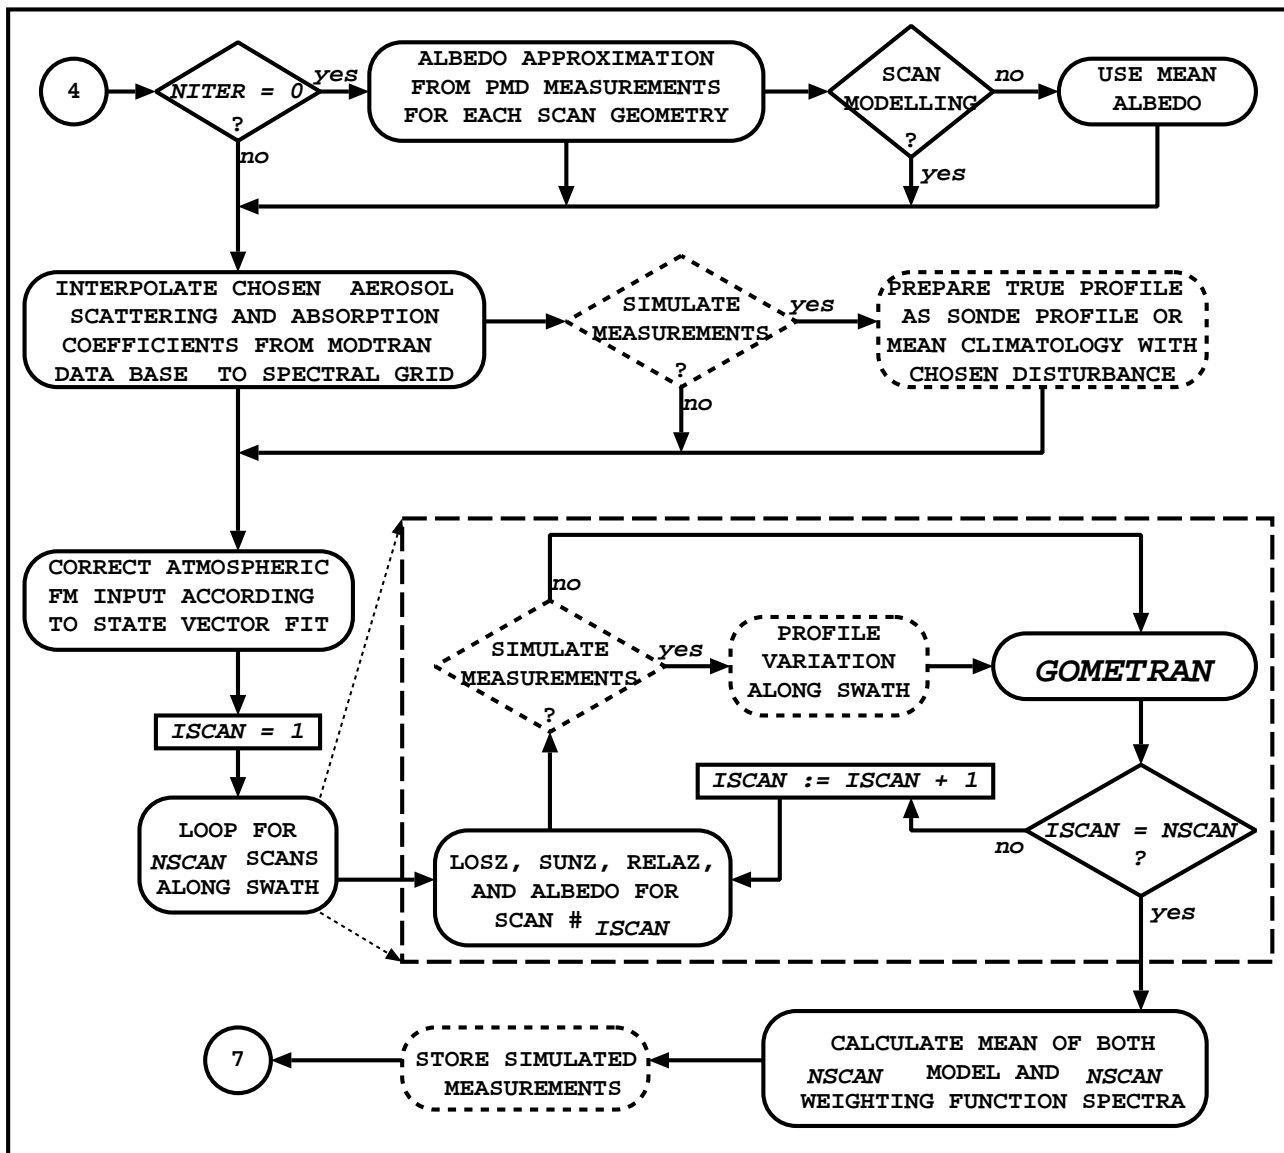 4
NITER = 0
?
yes
no
ALBEDO APPROXIMATION
FROM PMD MEASUREMENTS
FOR EACH SCAN GEOMETRY
SCAN
MODELLING
?
no
yes
USE MEAN
ALBEDO
INTERPOLATE CHOSEN AEROSOL
SCATTERING AND ABSORPTION
COEFFICIENTS FROM MODTRAN
DATA BASE TO SPECTRAL GRID
SIMULATE
MEASUREMENTS
?
yes
no
PREPARE TRUE PROFILE
AS SONDE PROFILE OR
MEAN CLIMATOLOGY WITH
CHOSEN DISTURBANCE
CORRECT ATMOSPHERIC
FM INPUT ACCORDING
TO STATE VECTOR FIT
ISCAN = 1
LOOP FOR
NSCAN SCANS
ALONG SWATH
no
SIMULATE
MEASUREMENTS
?
yes
PROFILE
VARIATION
ALONG SWATH
GOMETRAN
ISCAN := ISCAN + 1
ISCAN = NSCAN
?
no
yes
LOSZ, SUNZ, RELAZ,
AND ALBEDO FOR
SCAN # ISCAN
CALCULATE MEAN OF BOTH
NSCAN MODEL AND NSCAN
WEIGHTING FUNCTION SPECTRA
STORE SIMULATED
MEASUREMENTS
7